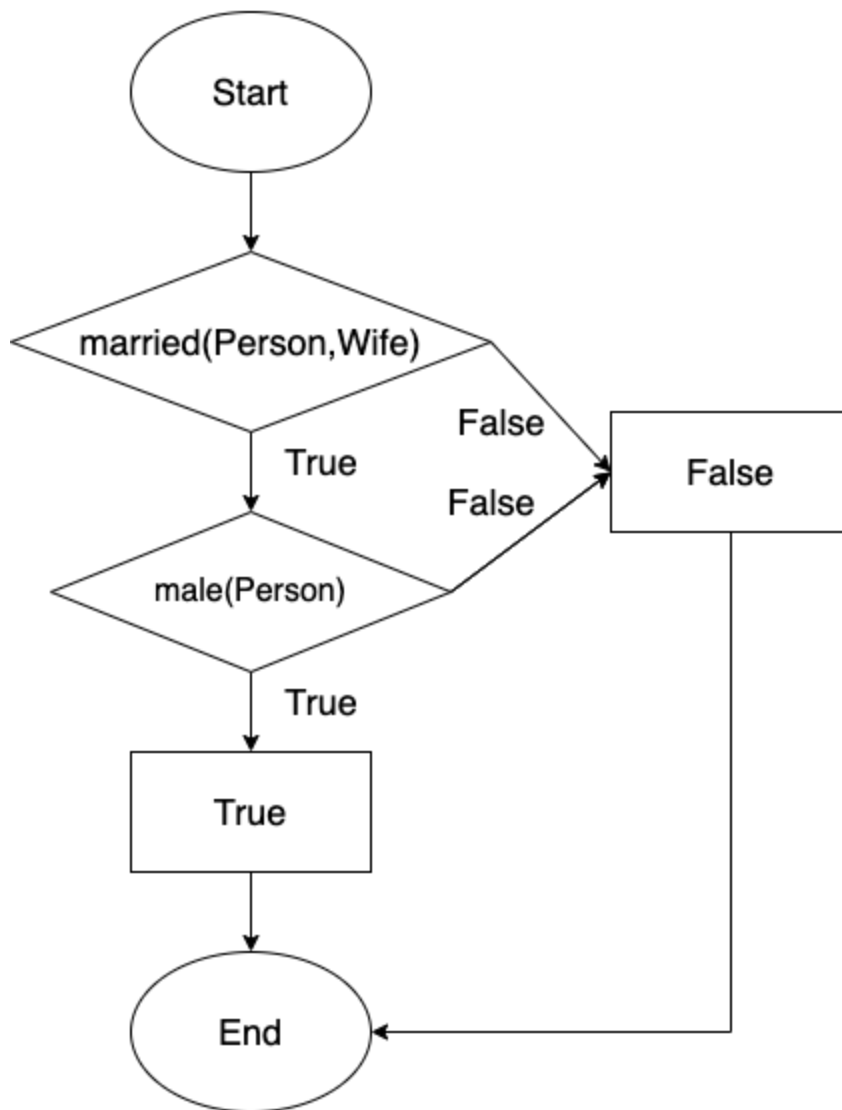 Start
married(Person,Wife)
False
True
False
False
male(Person)
True
True
End